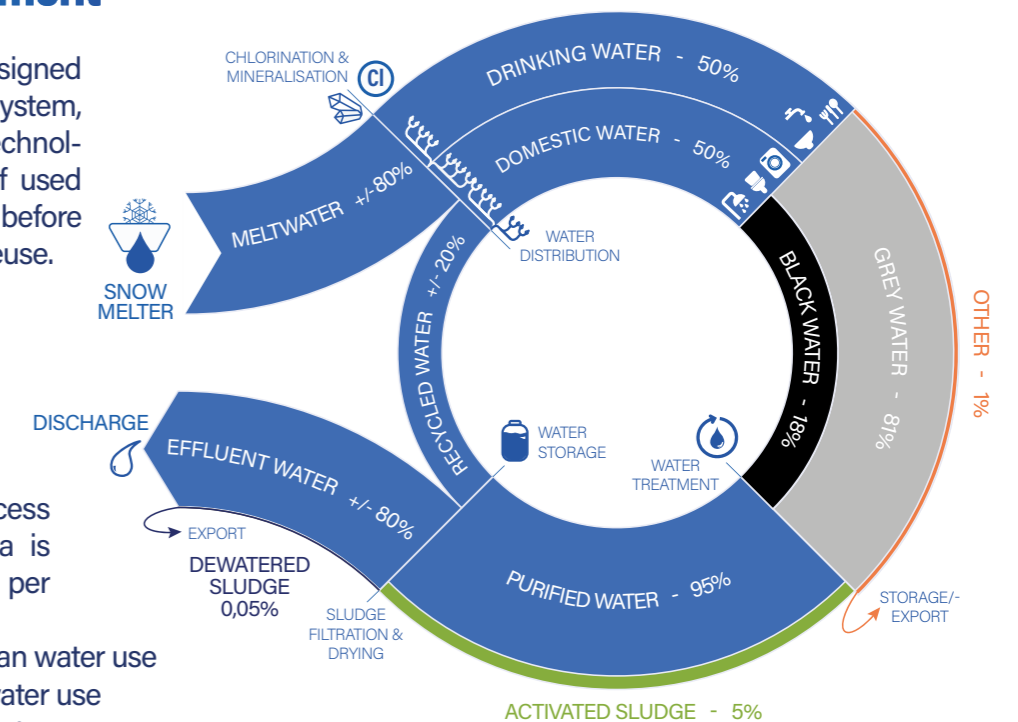 signed
ystem,
echnol-
f used
before
euse.
cess
a is
per
an water use
water use
CHLORINATION &
MINERALISATION
Cl
DRINKING WATER - 50%
DOMESTIC WATER - 50%
MELTWATER +/-80%
SNOW
MELTER
WATER
DISTRIBUTION
RECYCLED WATER +/-20%
BLACK WATER - 18%
GREY WATER - 81%
OTHER - 1%
DISCHARGE
EFFLUENT WATER +/- 80%
WATER
STORAGE
WATER
TREATMENT
EXPORT
DEWATERED
SLUDGE
0,05%
SLUDGE
FILTRATION &
DRYING
PURIFIED WATER - 95%
STORAGE/-
EXPORT
ACTIVATED SLUDGE - 5%